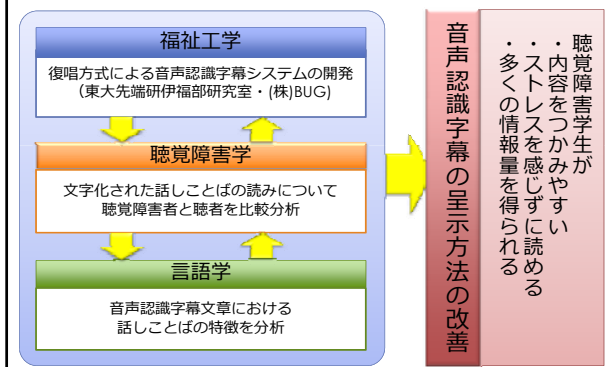 福祉工学
復唱方式による音声認識字幕システムの開発
（東大先端研伊福部研究室・(株)BUG）
聴覚障害学
文字化された話しことばの読みについて
聴覚障害者と聴者を比較分析
言語学
音声認識字幕文章における
話しことばの特徴を分析
音声認識字幕の呈示方法の改善
聴覚障害学生が
・内容をつかみやすい
・ストレスを感じずに読める
・多くの情報量を得られる